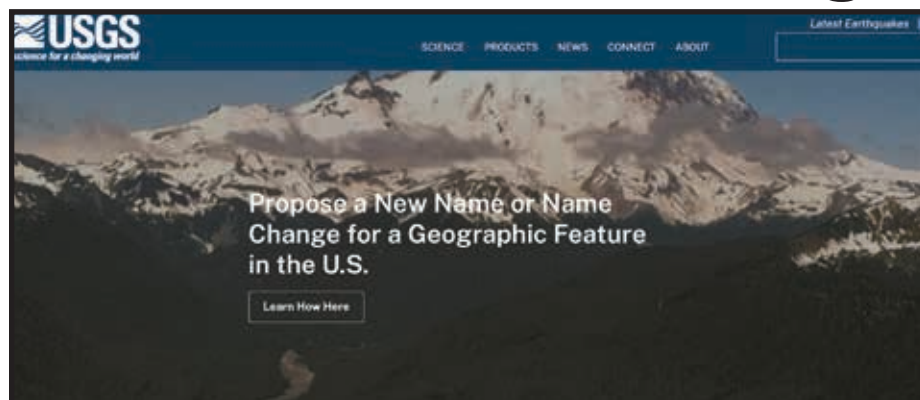 USGS
science for a changing world
Latest Earthquakes
SCIENCE PRODUCTS NEWS CONNECT ABOUT
Propose a New Name or Name
Change for a Geographic Feature
in the U.S.
Learn How Here